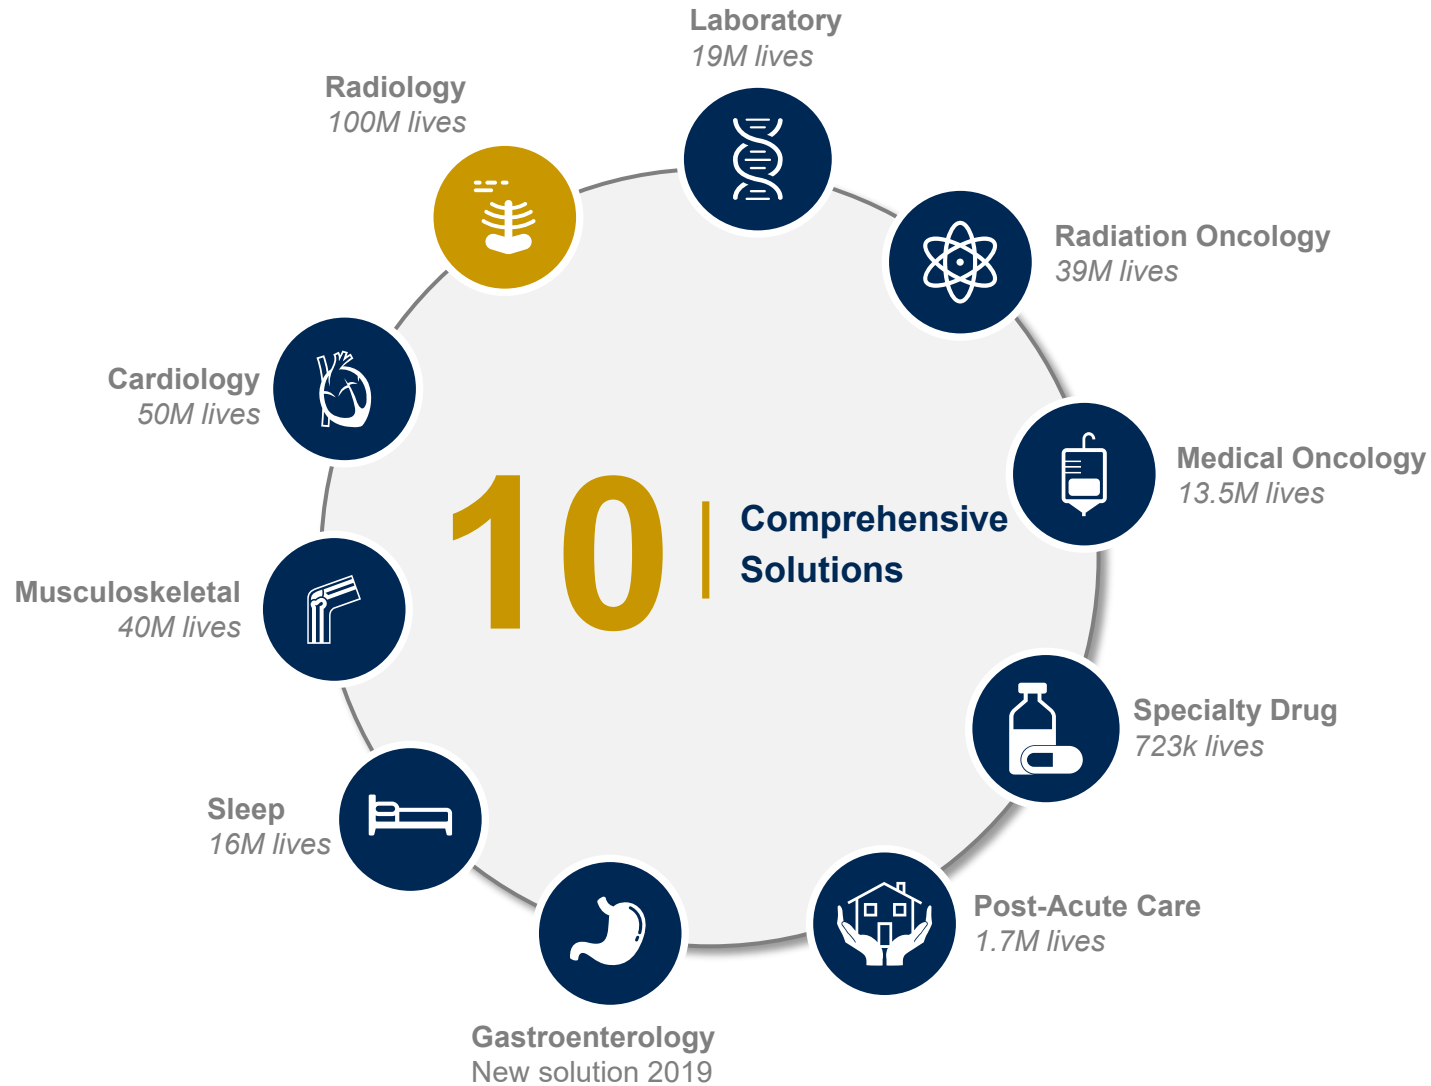 Laboratory
19M lives
Radiology
100M lives
Radiation Oncology
39M lives
Cardiology
50M lives
Medical Oncology
13.5M lives
10
Comprehensive
Solutions
Musculoskeletal
40M lives
Specialty Drug
723k lives
Sleep
16M lives
Post-Acute Care
1.7M lives
Gastroenterology
New solution 2019